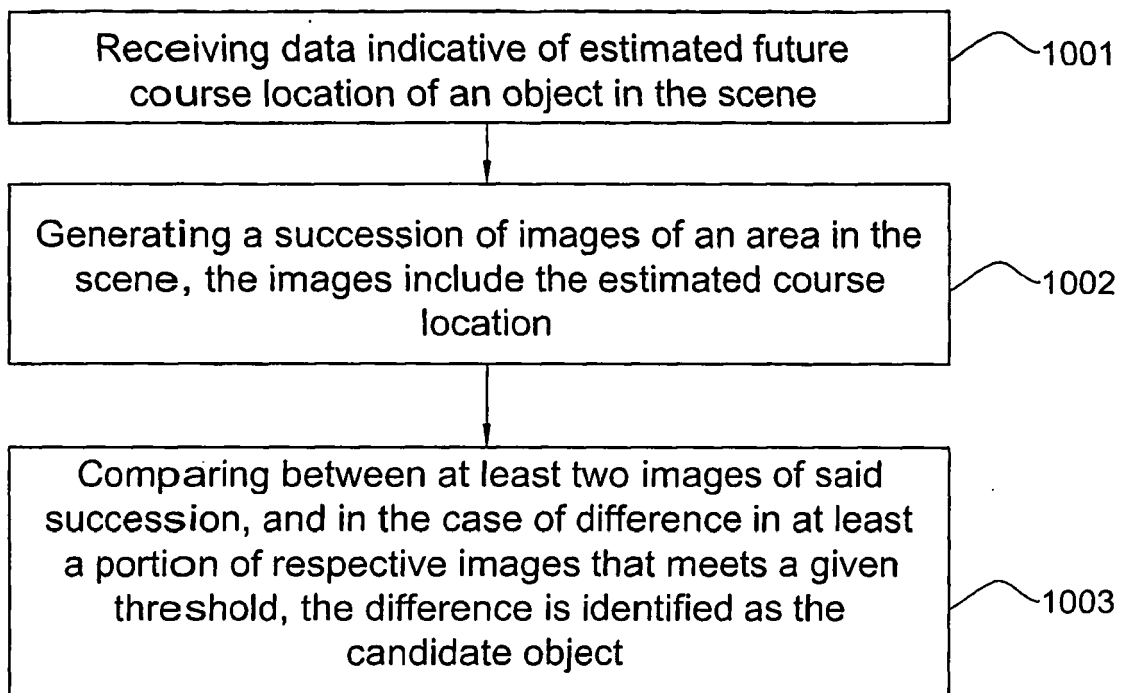 Receiving data indicative of estimated future
course location of an object in the scene
1001
Generating a succession of images of an area in the
scene, the images include the estimated course
location
1002
Comparing between at least two images of said
succession, and in the case of difference in at least
a portion of respective images that meets a given
threshold, the difference is identified as the
candidate object
1003